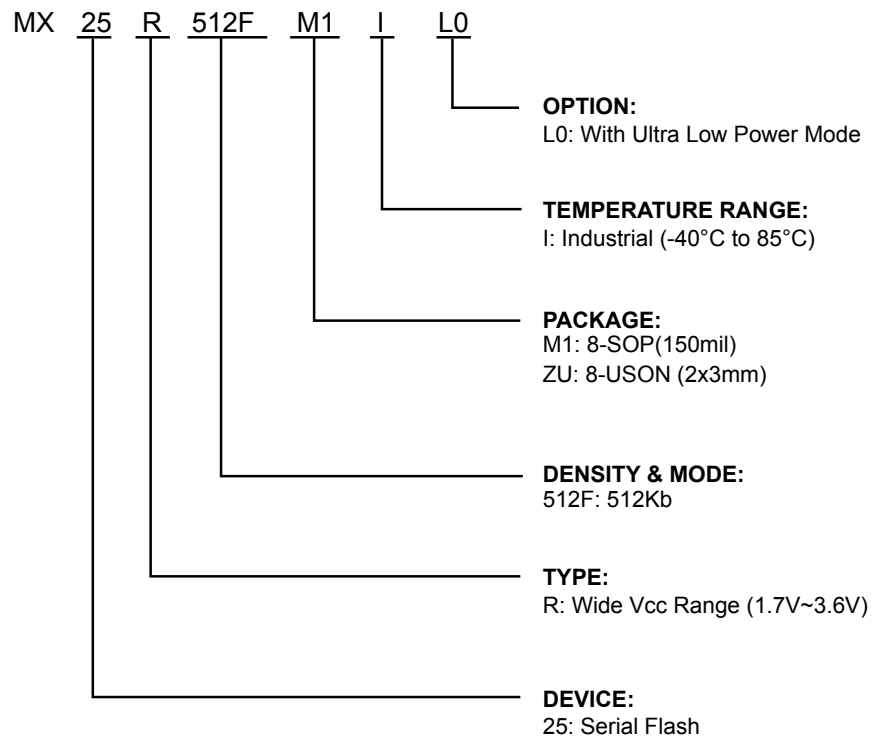 MX 25 R 512F M1 I L0
OPTION:
L0: With Ultra Low Power Mode
TEMPERATURE RANGE:
I: Industrial (-40°C to 85°C)
PACKAGE:
M1: 8-SOP(150mil)
ZU: 8-USON (2x3mm)
DENSITY & MODE:
512F: 512Kb
TYPE:
R: Wide Vcc Range (1.7V~3.6V)
DEVICE:
25: Serial Flash